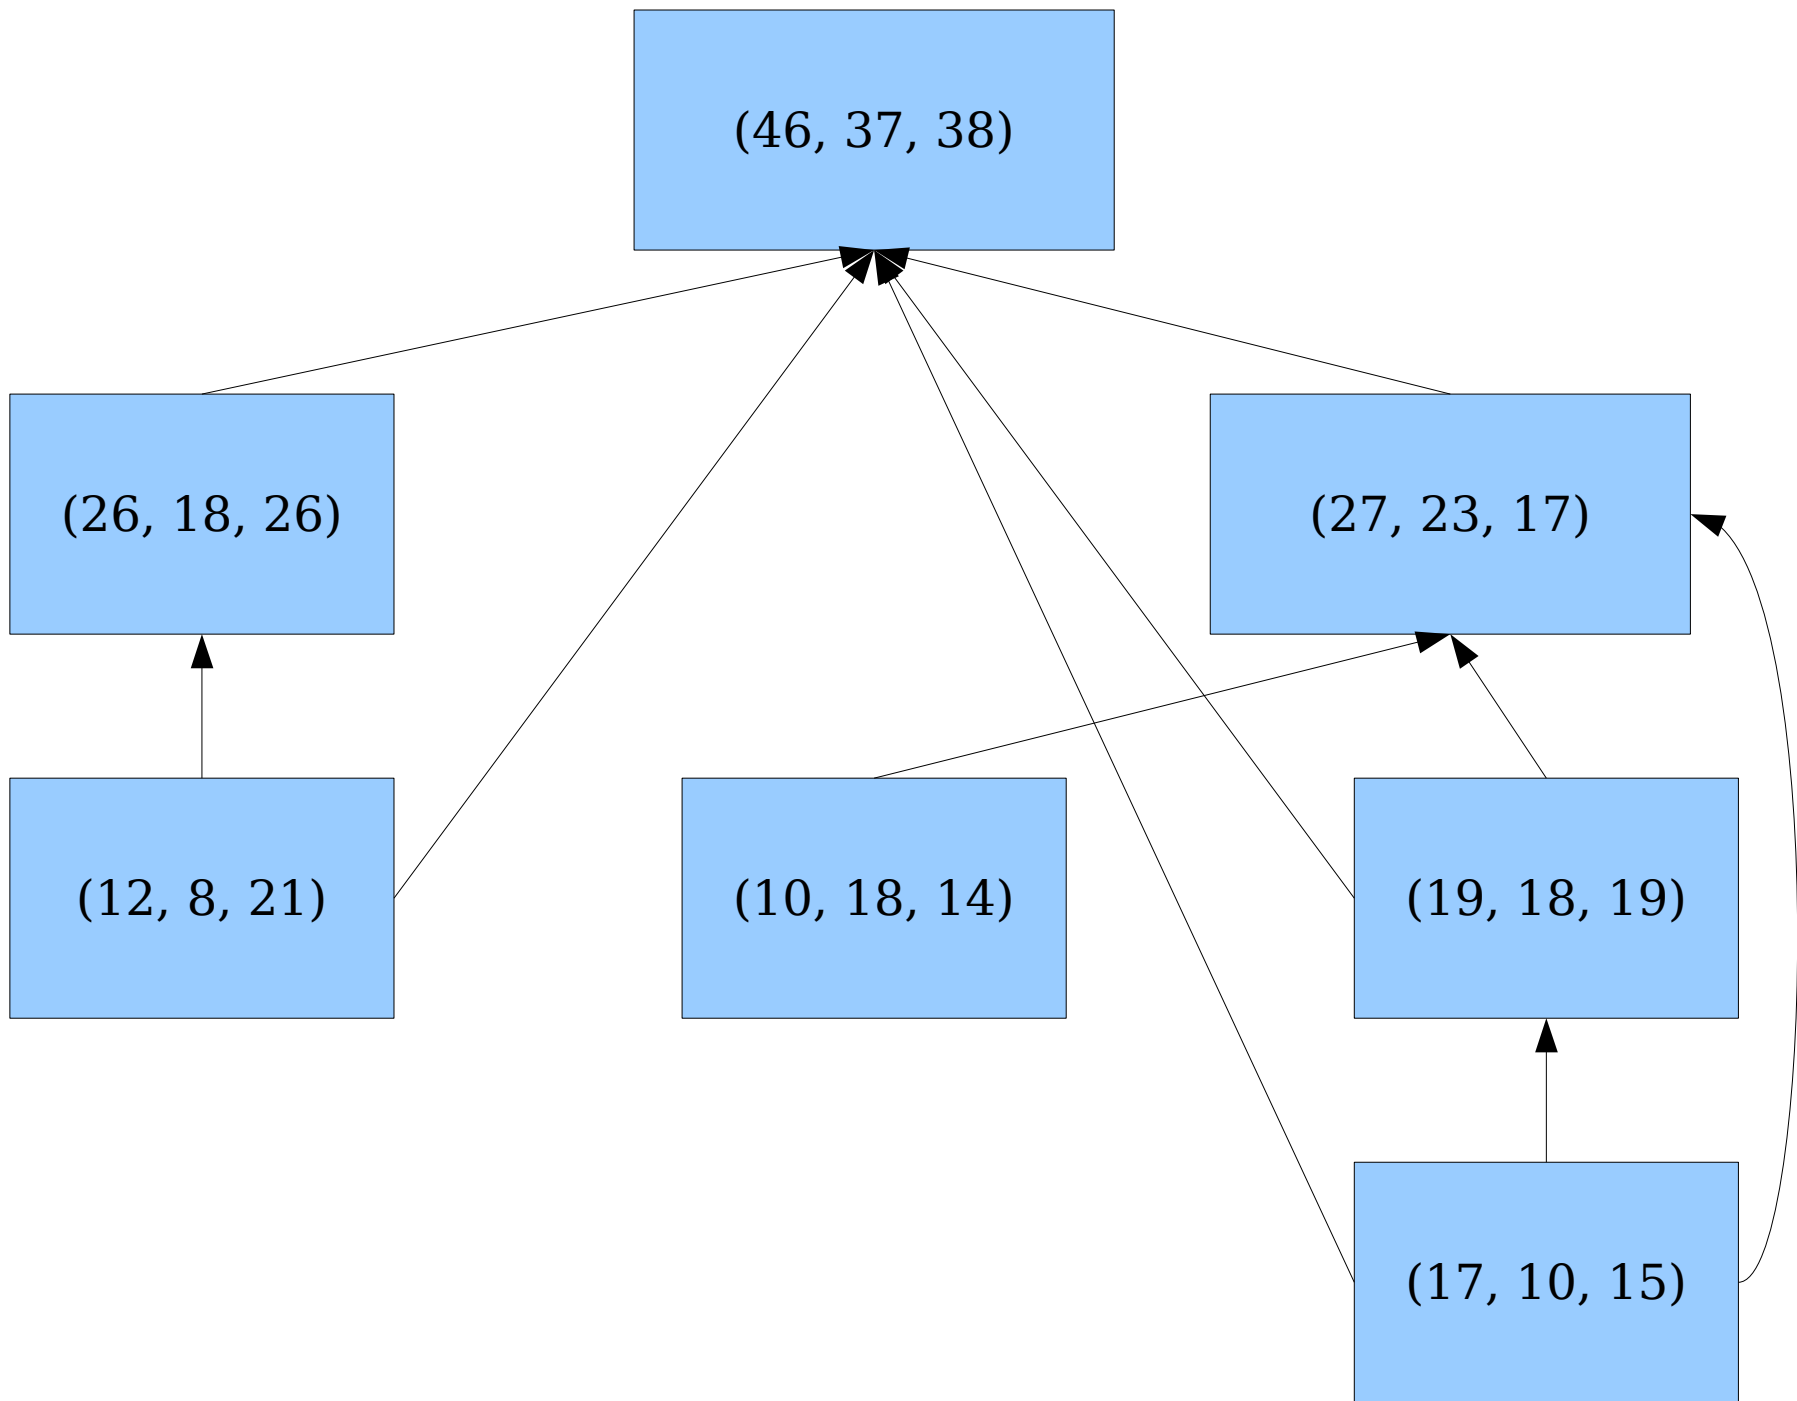 (46, 37, 38)
(26, 18, 26)
(27, 23, 17)
(12, 8, 21)
(10, 18, 14)
(19, 18, 19)
(17, 10, 15)